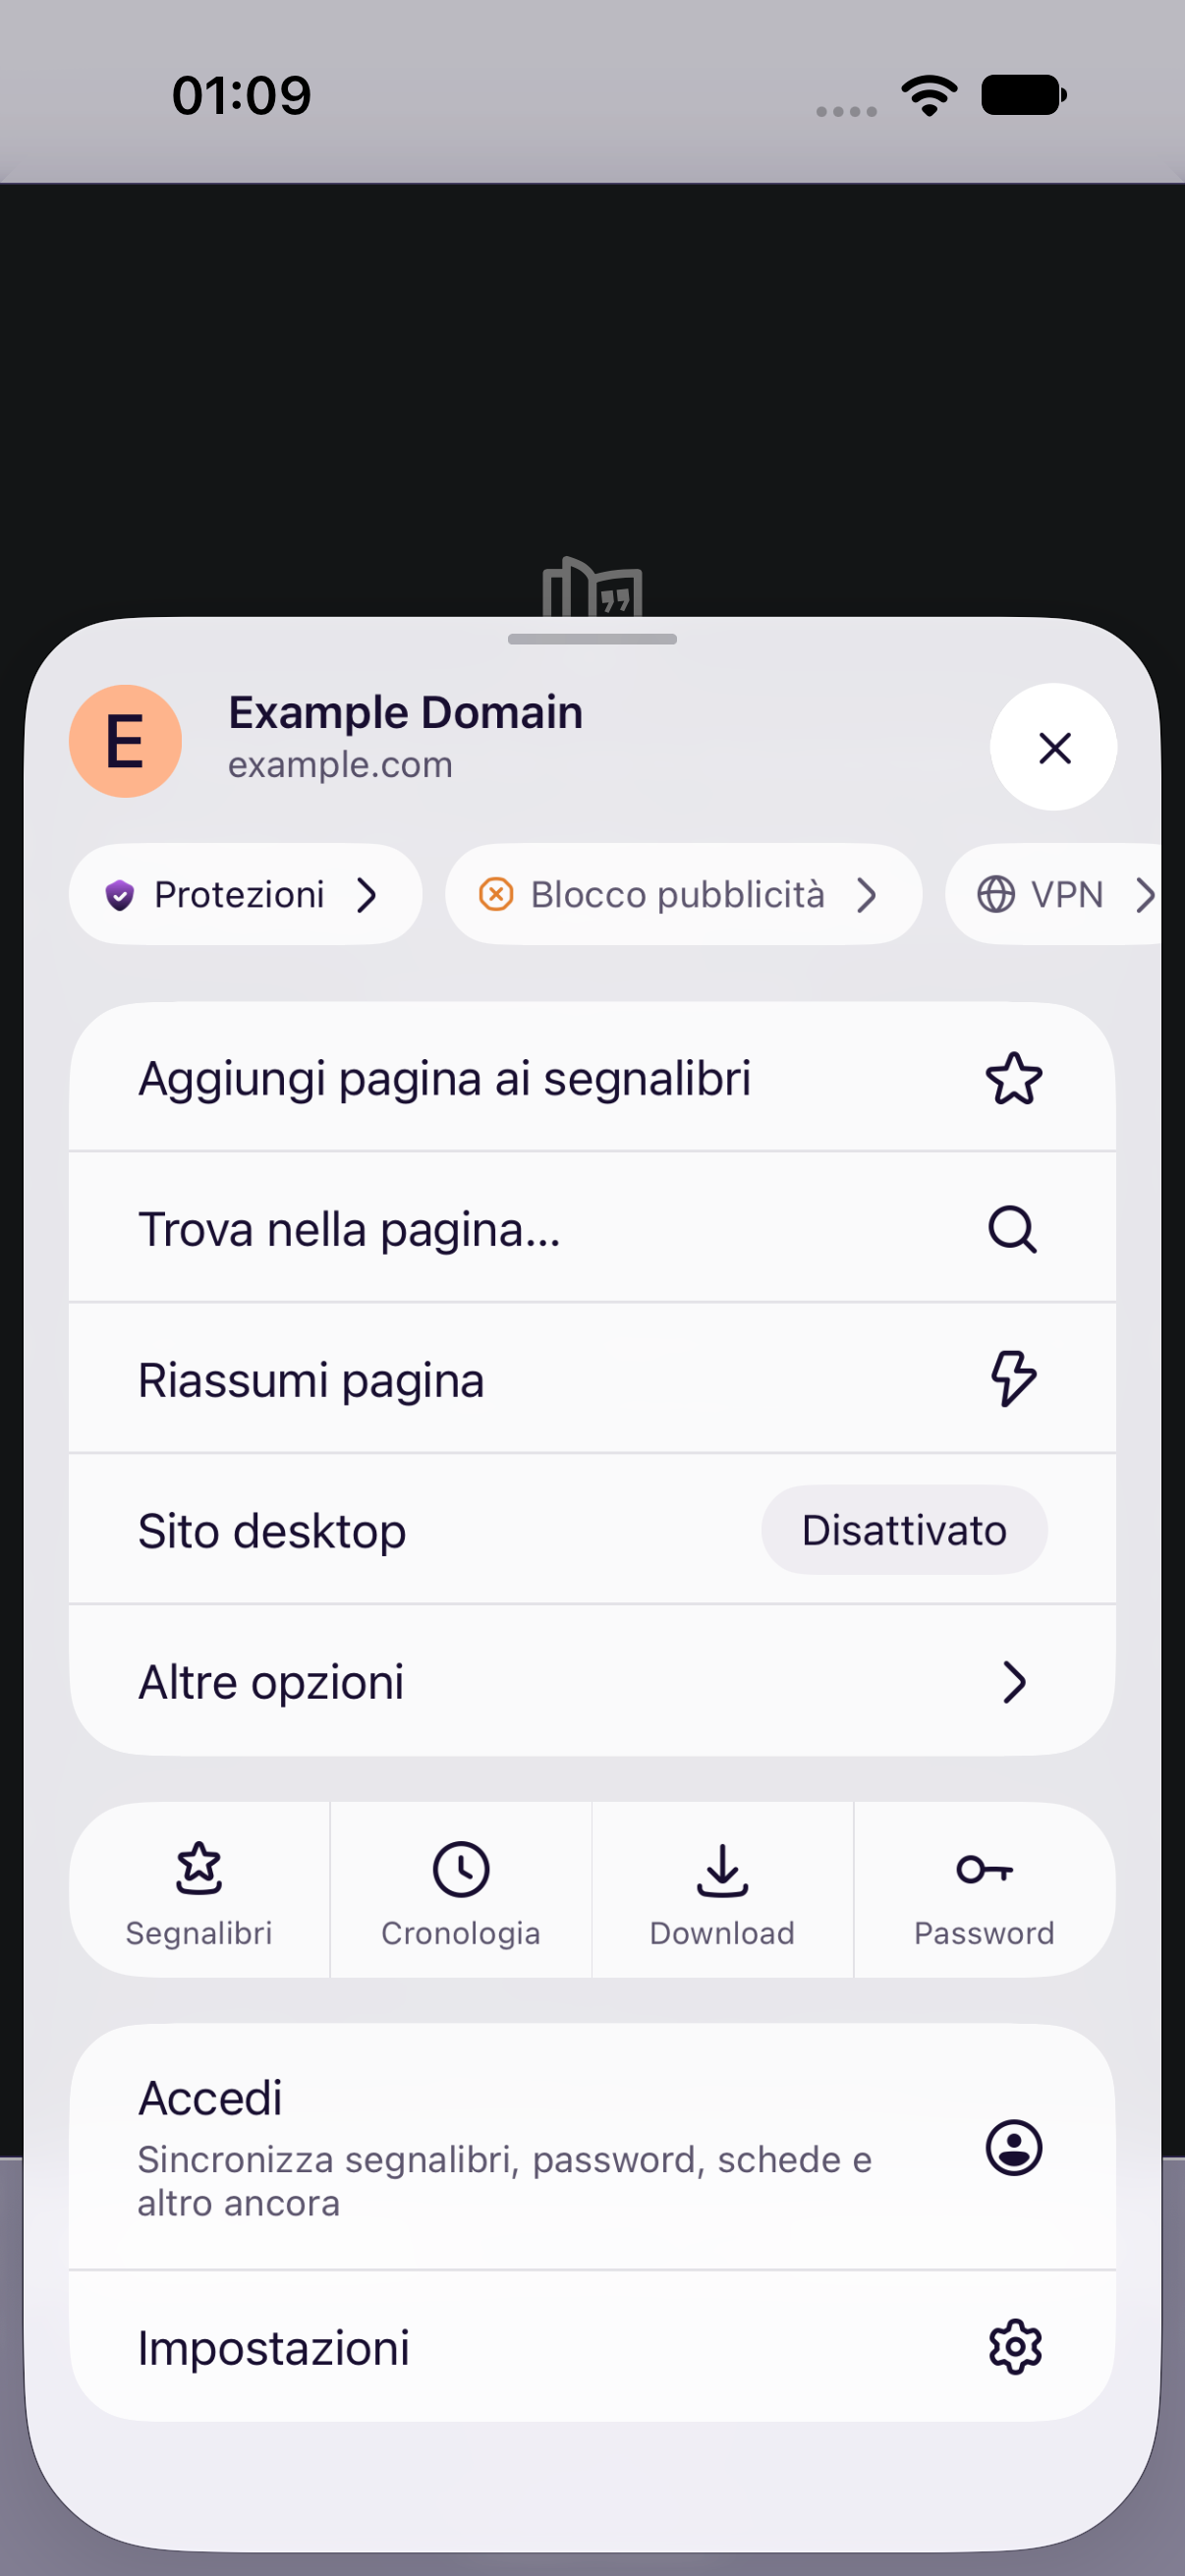 01:09
E
Example Domain
example.com
Protezioni
Blocco pubblicità
VPN
Aggiungi pagina ai segnalibri
Trova nella pagina...
Riassumi pagina
Sito desktop
Disattivato
Altre opzioni
Segnalibri
Cronologia
Download
Password
Accedi
Sincronizza segnalibri, password, schede e
altro ancora
Impostazioni